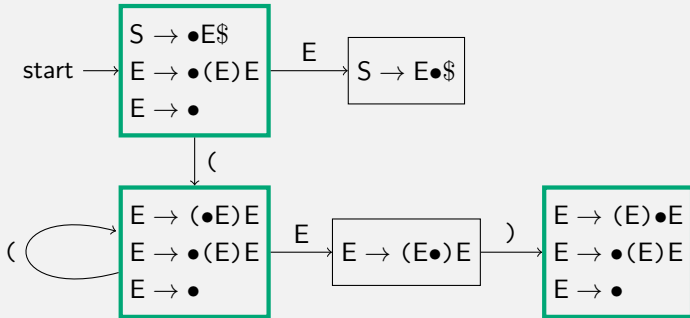 S → •E$
start
E → •(E)E
E
S → E•$
E → •
(
E → (•E)E
E → •(E)E
E → •
(
E
E → (E•)E
)
E → (E)•E
E → •(E)E
E → •